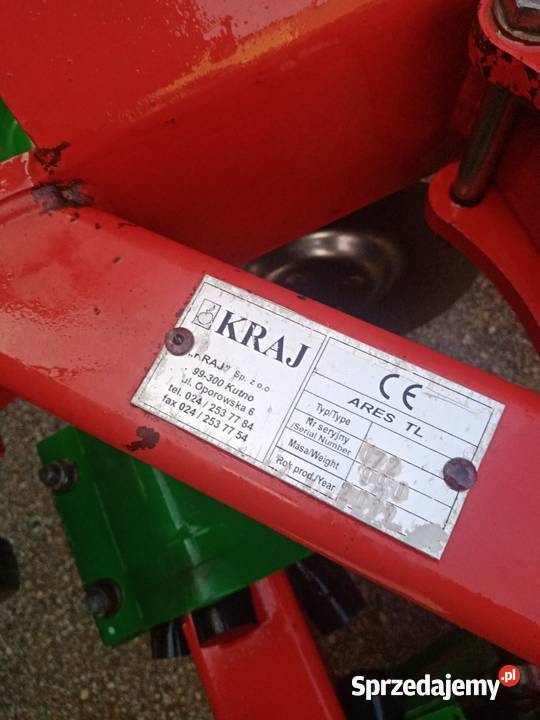 KRAJ
"KRAJ" Sp. z o.o
99-300 Kutno
ul. Oporowska 6
tel. 024 / 253 77 84
fax 024 / 253 77 54
CE
Typ/Type ARES TL
Nr seryjny
/Serial Number
Masa/Weight
Rok prod./Year
Sprzedajemy.pl